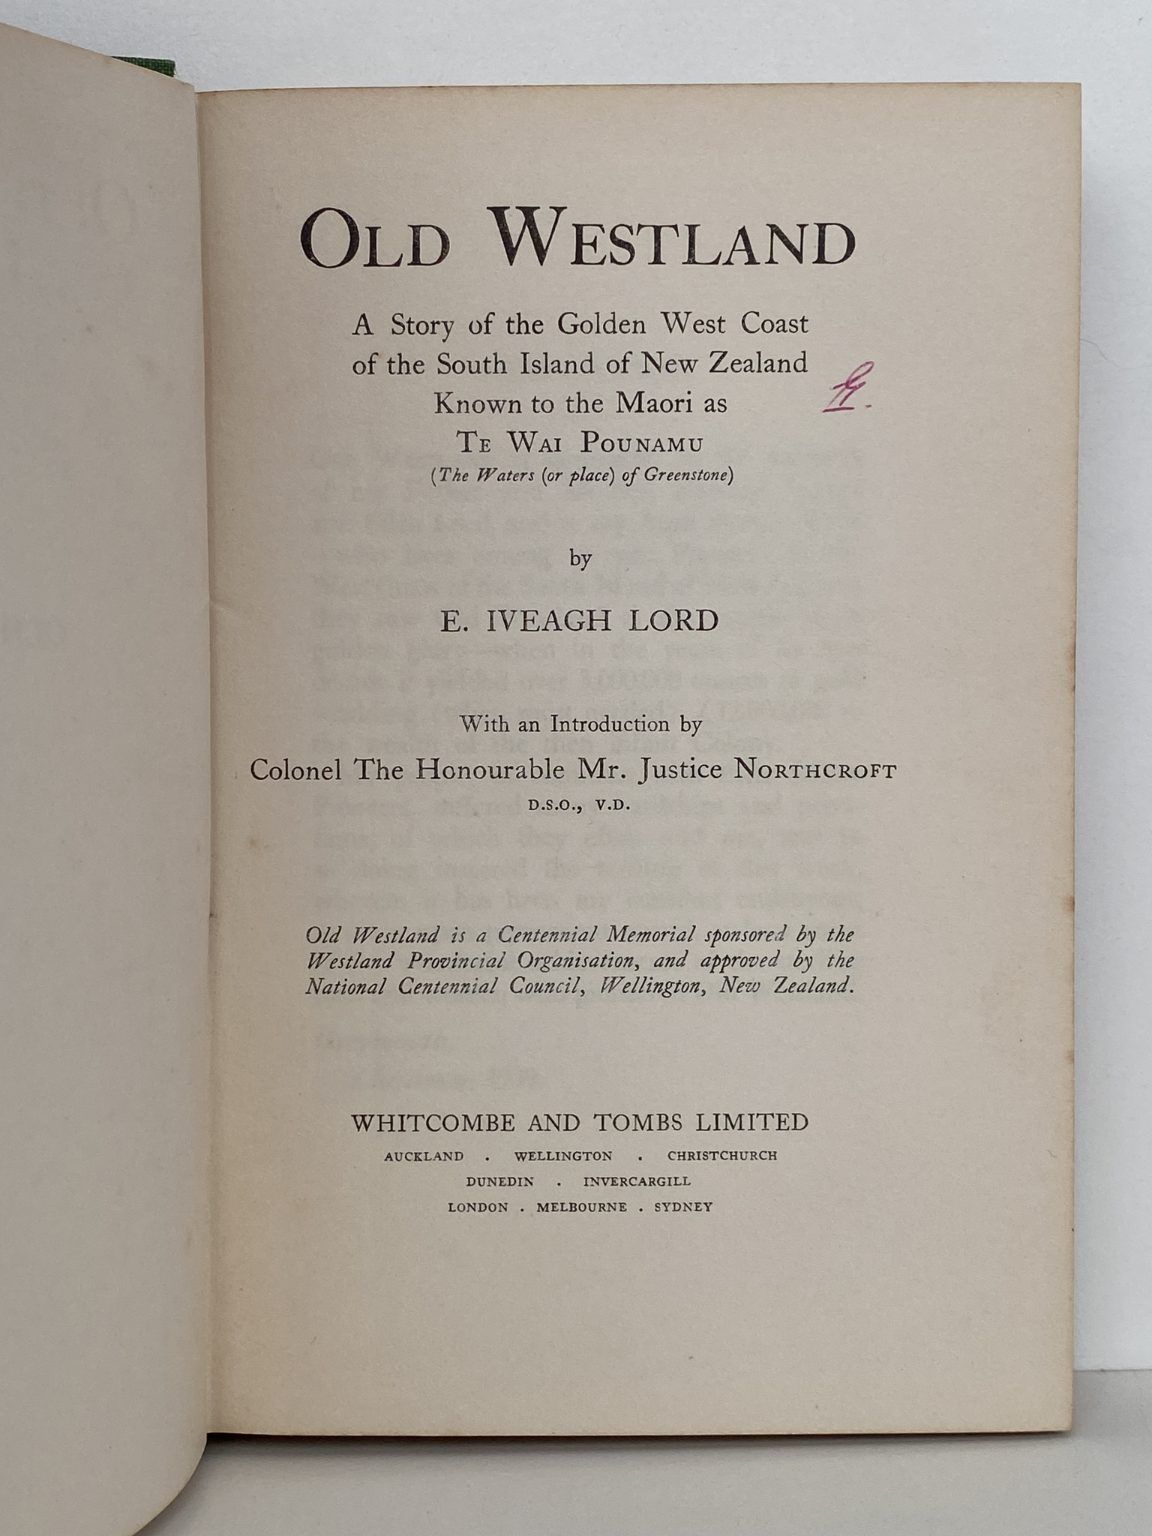 OLD WESTLAND
A Story of the Golden West Coast
of the South Island of New Zealand
Known to the Maori as
TE WAI POUNAMU
(The Waters (or place) of Greenstone)
by
E. IVEAGH LORD
With an Introduction by
Colonel The Honourable Mr. Justice NORTHCROFT
D.S.O., V.D.
Old Westland is a Centennial Memorial sponsored by the
Westland Provincial Organisation, and approved by the
National Centennial Council, Wellington, New Zealand.
WHITCOMBE AND TOMBS LIMITED
AUCKLAND . WELLINGTON . CHRISTCHURCH
DUNEDIN . INVERCARGILL
LONDON . MELBOURNE . SYDNEY